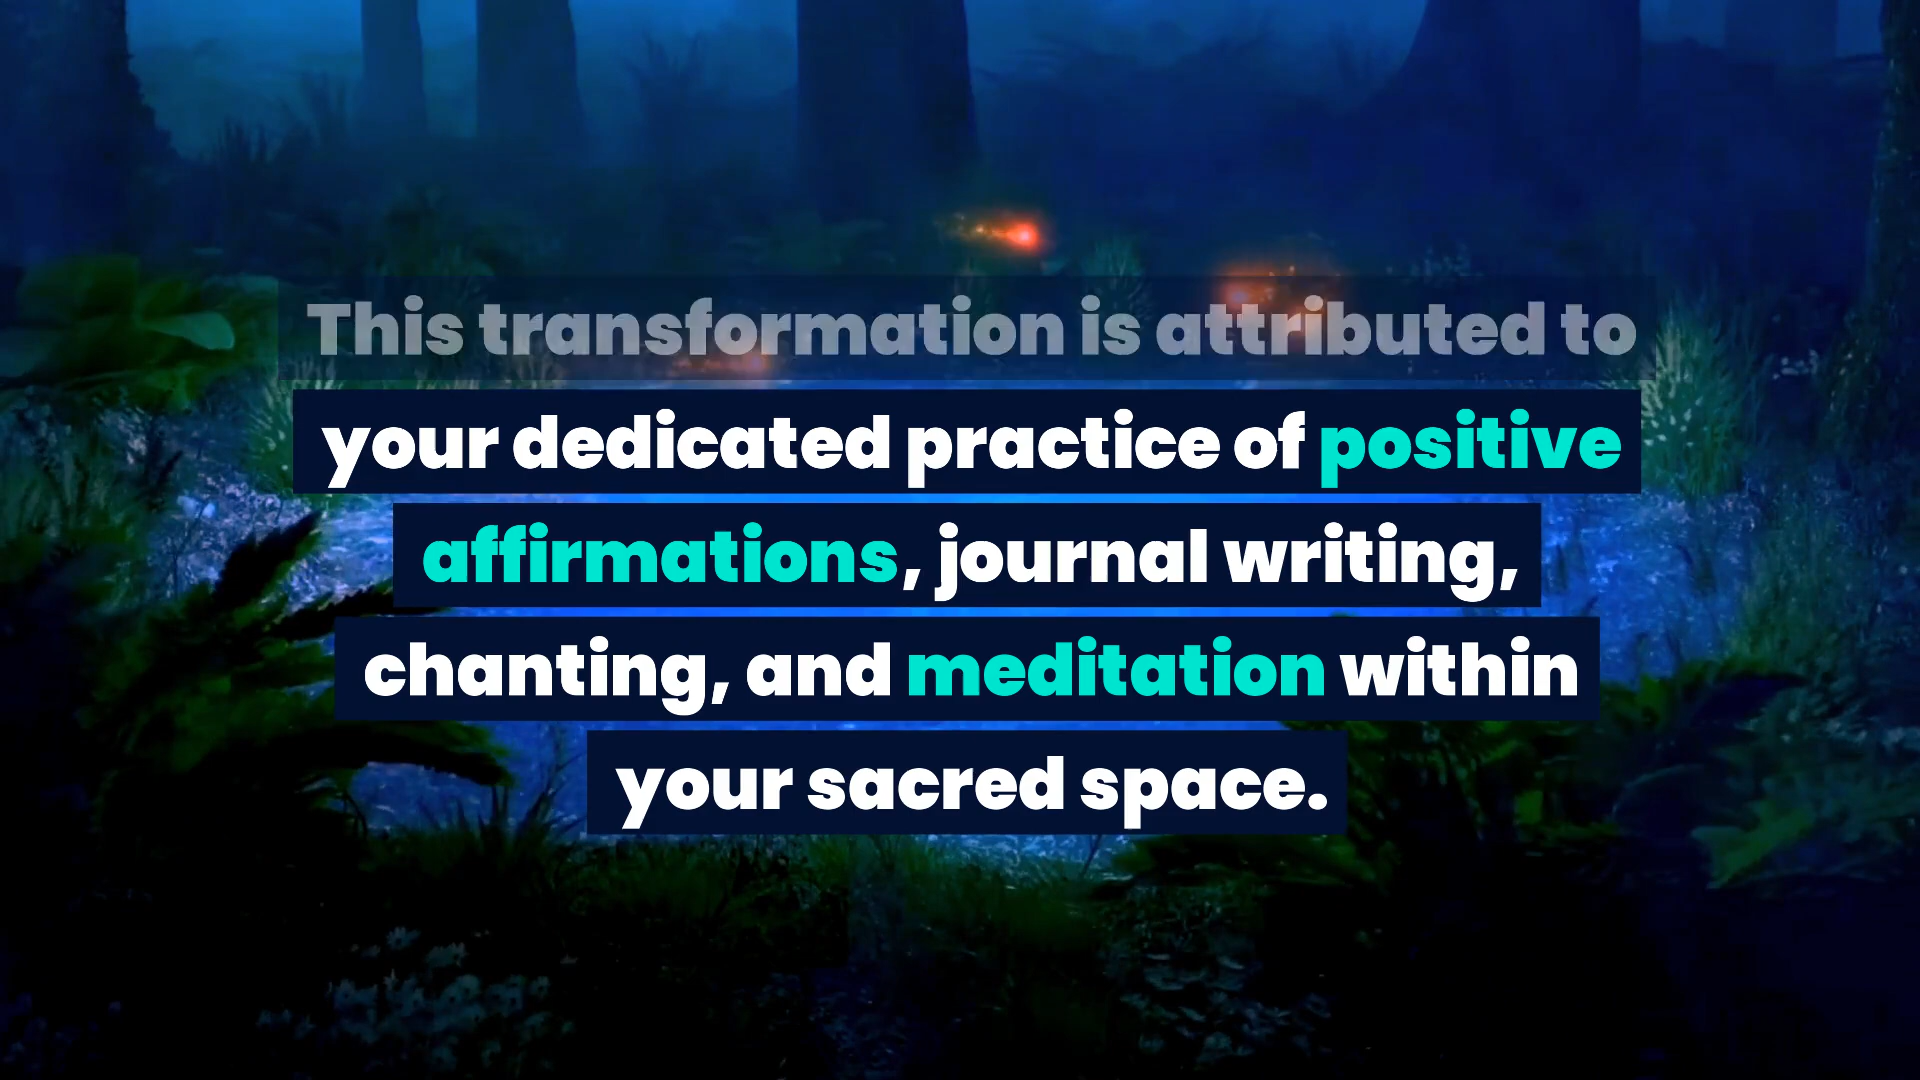 This transformation is attributed to
your dedicated practice of positive
affirmations, journal writing,
chanting, and meditation within
your sacred space.